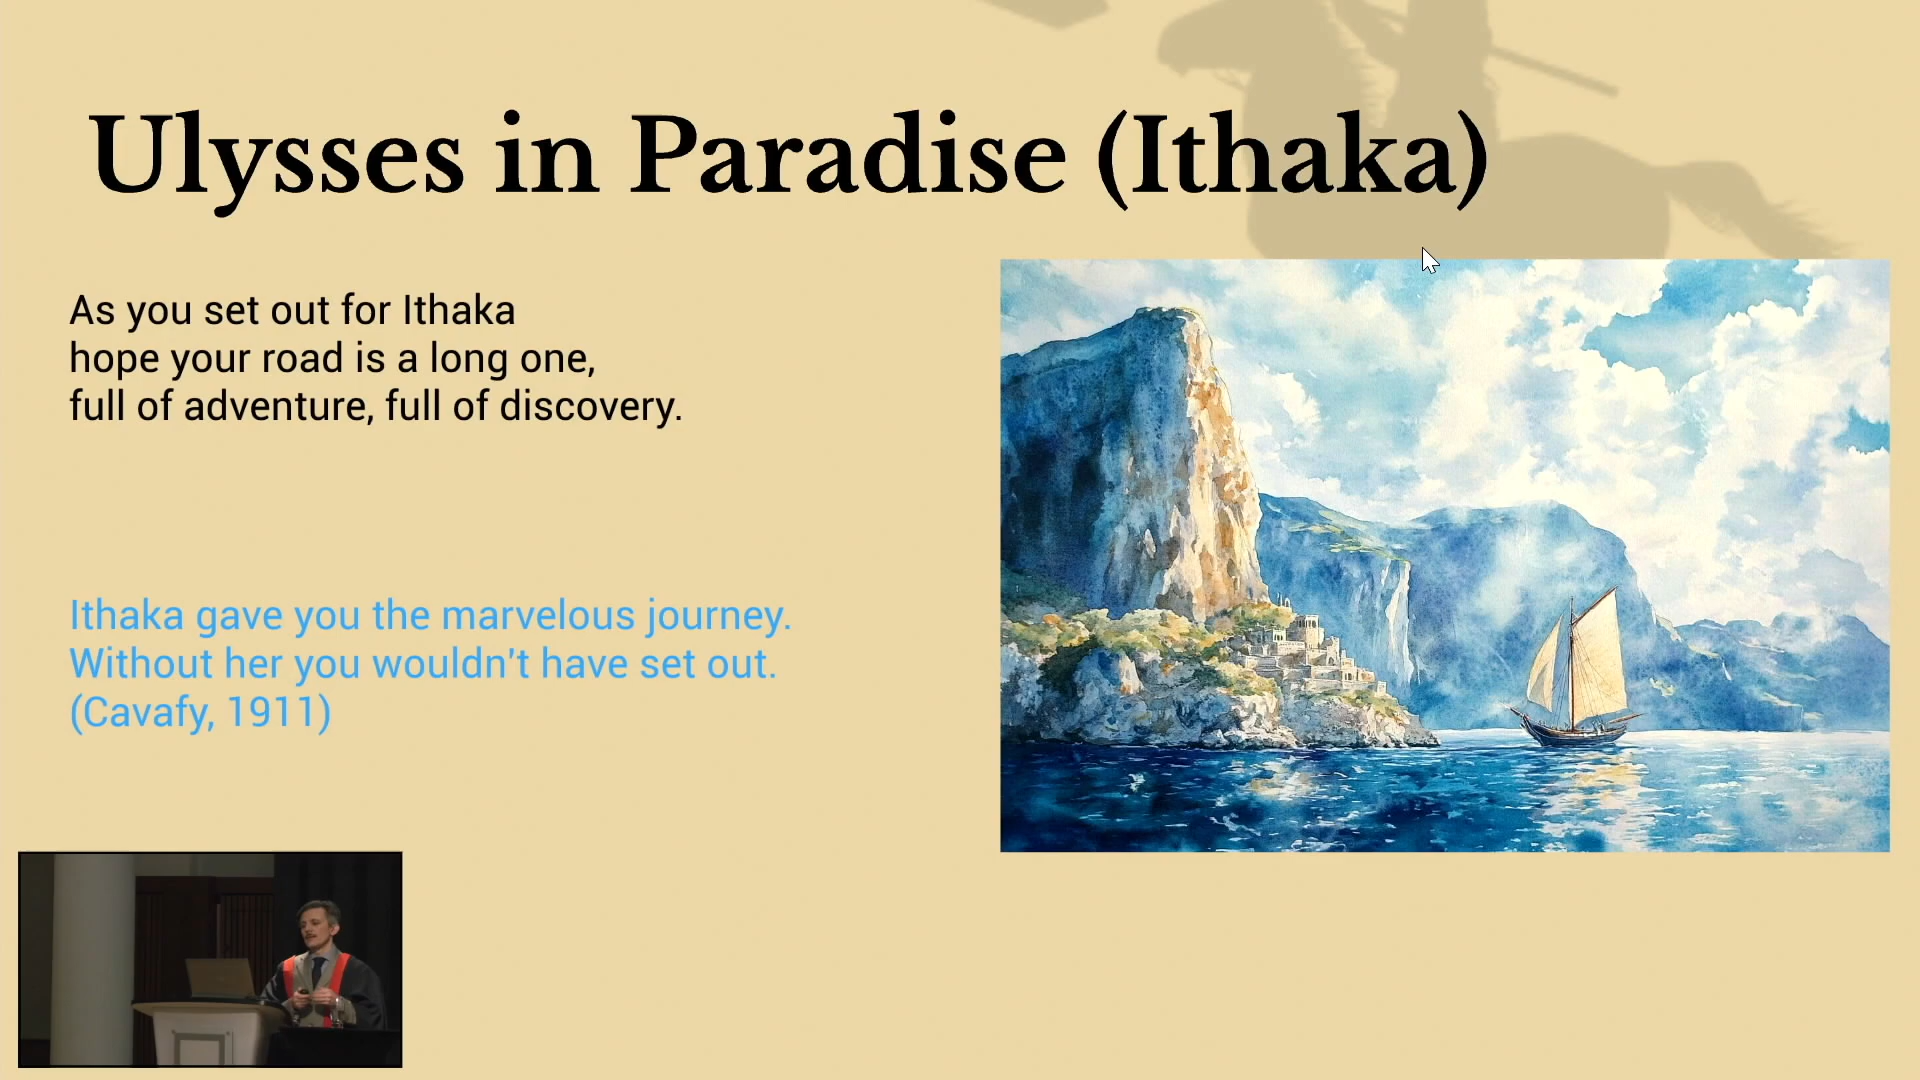 Ulysses in Paradise (Ithaka)
As you set out for Ithaka
hope your road is a long one,
full of adventure, full of discovery.
Ithaka gave you the marvelous journey.
Without her you wouldn't have set out.
(Cavafy, 1911)